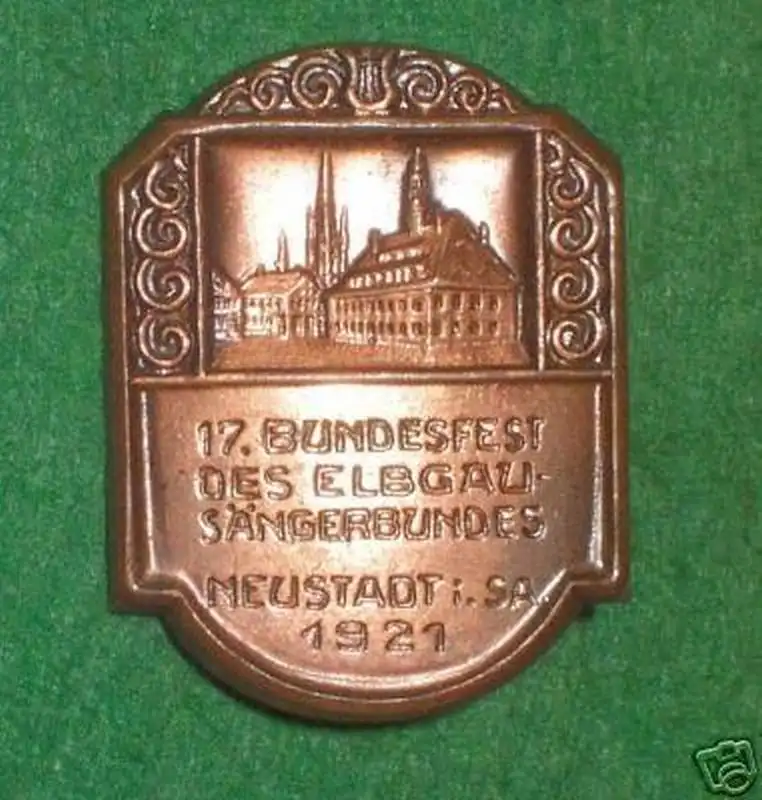 17. BUNDESFEST
DES ELBGAU-
SÄNGERBUNDES
NEUSTADT i. SA.
1921